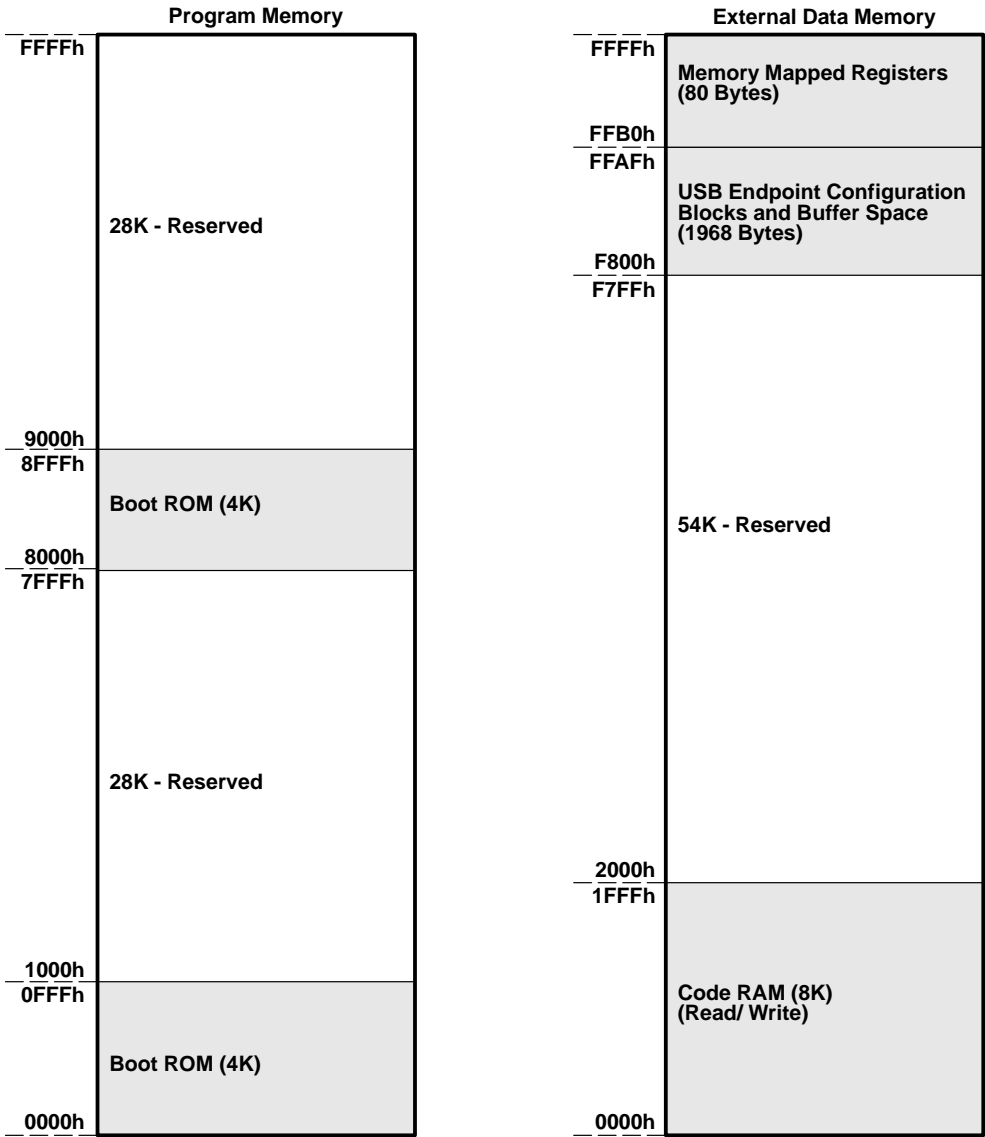 Program Memory
FFFFh
28K - Reserved
9000h
8FFFh
Boot ROM (4K)
8000h
7FFFh
28K - Reserved
1000h
0FFFh
Boot ROM (4K)
0000h
External Data Memory
FFFFh
Memory Mapped Registers
(80 Bytes)
FFB0h
FFAFh
USB Endpoint Configuration
Blocks and Buffer Space
(1968 Bytes)
F800h
F7FFh
54K - Reserved
2000h
1FFFh
Code RAM (8K)
(Read/ Write)
0000h